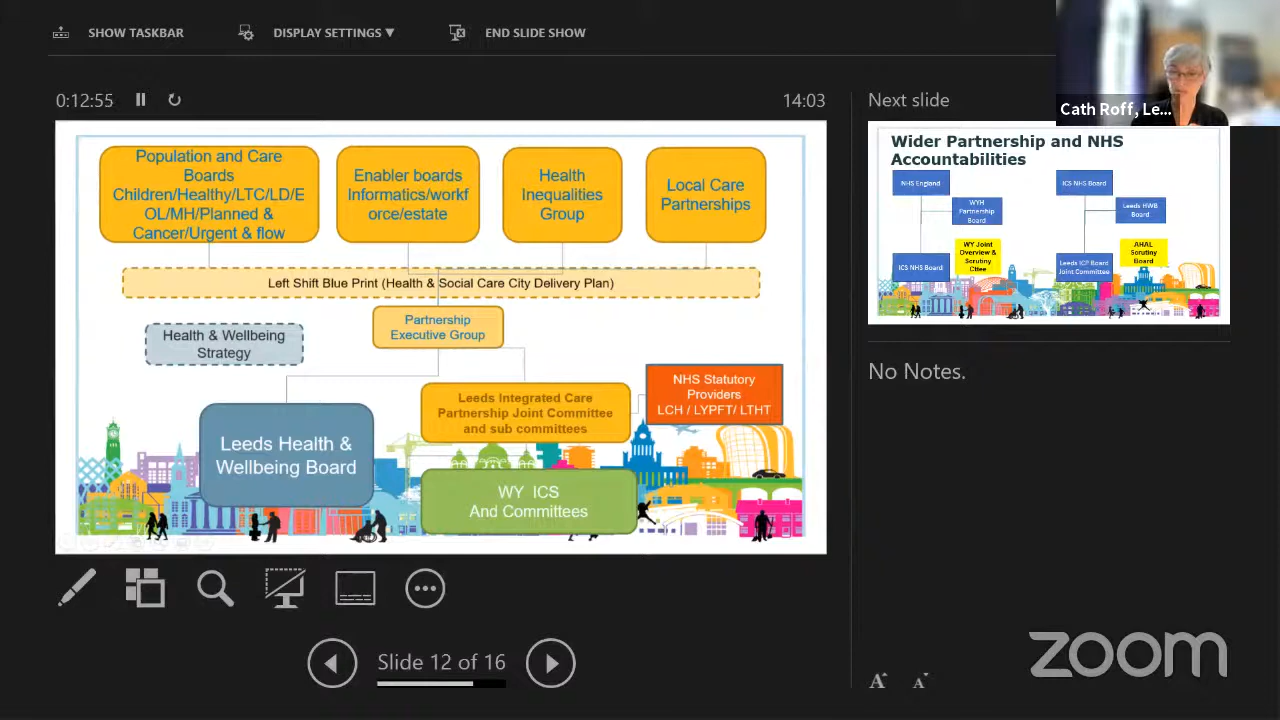 SHOW TASKBAR
DISPLAY SETTINGS ▼
END SLIDE SHOW
0:12:55
14:03
Next slide
Cath Roff, Le...
Population and Care
Boards
Children/Healthy/LTC/LD/E
OL/MH/Planned &
Cancer/Urgent & flow
Enabler boards
Informatics/workf
orce/estate
Health
Inequalities
Group
Local Care
Partnerships
Left Shift Blue Print (Health & Social Care City Delivery Plan)
Partnership
Executive Group
Health & Wellbeing
Strategy
NHS Statutory
Providers
LCH / LYPFT/ LTHT
Leeds Integrated Care
Partnership Joint Committee
and sub committees
Leeds Health &
Wellbeing Board
WY ICS
And Committees
Wider Partnership and NHS
Accountabilities
NHS England
ICS NHS Board
WYH
Partnership
Board
Leeds HWB
Board
WY Joint
Overview &
Scrutiny
Cttee
AHAL
Scrutiny
Board
ICS NHS Board
Leeds ICP Board
Joint Committee
No Notes.
Slide 12 of 16
zoom
A A